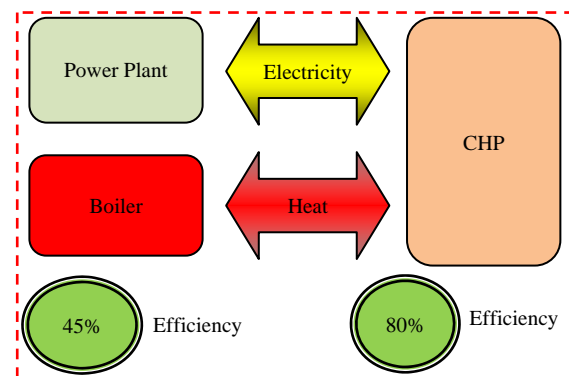 Power Plant
Electricity
CHP
Boiler
Heat
45%
Efficiency
80%
Efficiency